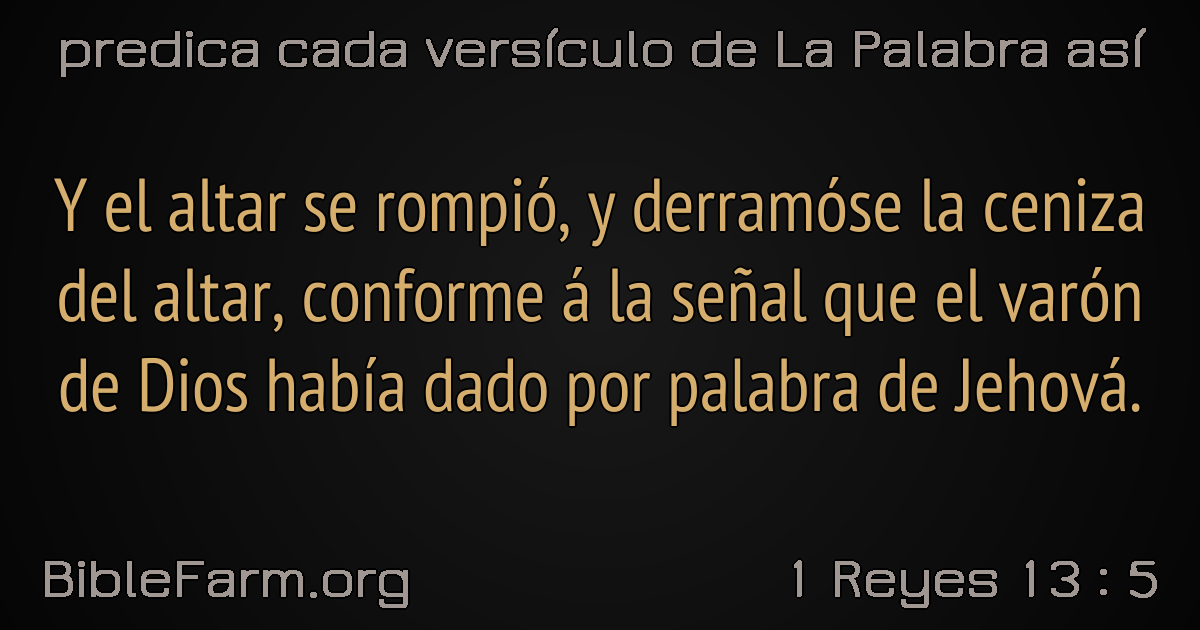 predica cada versículo de La Palabra así
Y el altar se rompió, y derramóse la ceniza
del altar, conforme á la señal que el varón
de Dios había dado por palabra de Jehová.
BibleFarm.org
1 Reyes 13 : 5